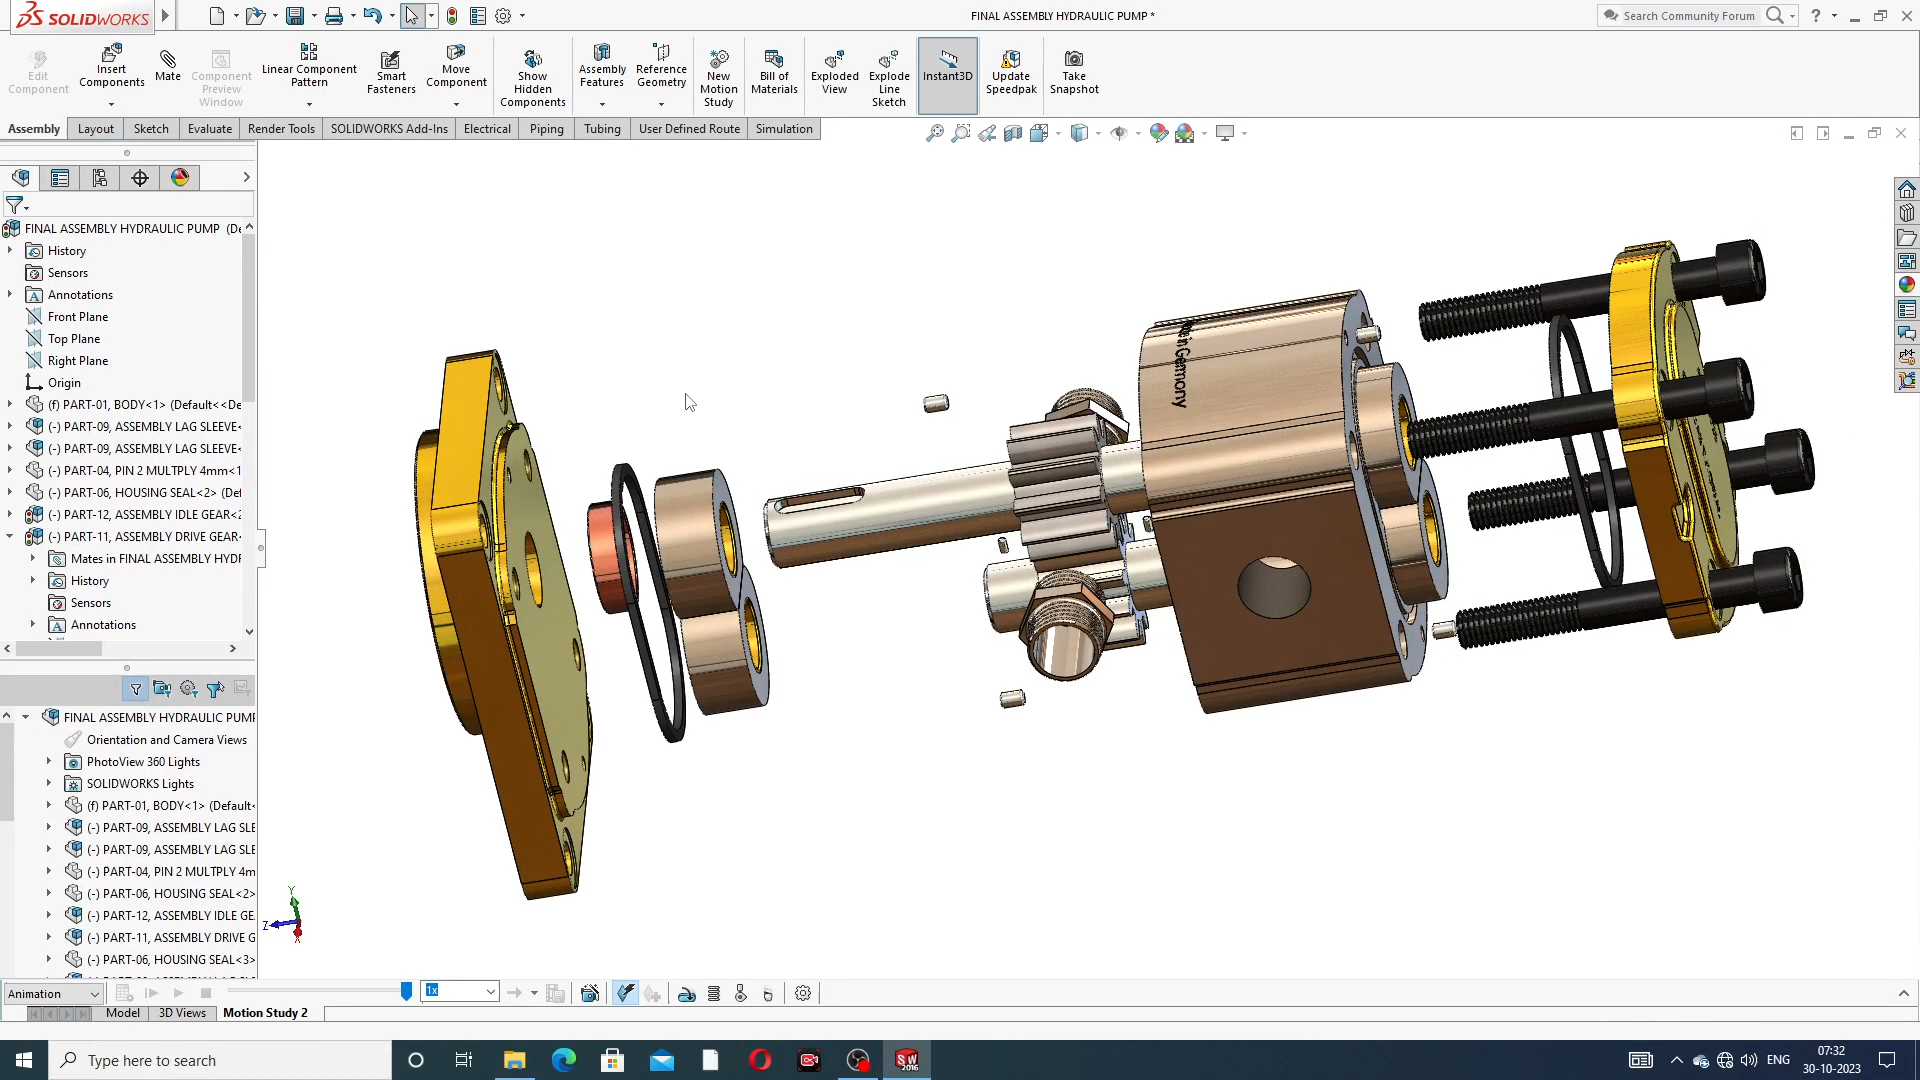 SOLIDWORKS
FINAL ASSEMBLY HYDRAULIC PUMP *
Search Community Forum
Edit Component
Insert Components
Mate
Component Preview Window
Linear Component Pattern
Smart Fasteners
Move Component
Show Hidden Components
Assembly Features
Reference Geometry
New Motion Study
Bill of Materials
Exploded View
Explode Line Sketch
Instant3D
Update Speedpak
Take Snapshot
Assembly Layout Sketch Evaluate Render Tools SOLIDWORKS Add-Ins Electrical Piping Tubing User Defined Route Simulation
FINAL ASSEMBLY HYDRAULIC PUMP (De
History
Sensors
Annotations
Front Plane
Top Plane
Right Plane
Origin
(f) PART-01, BODY<1> (Default<<De
(-) PART-09, ASSEMBLY LAG SLEEVE<
(-) PART-09, ASSEMBLY LAG SLEEVE<
(-) PART-04, PIN 2 MULTPLY 4mm<1
(-) PART-06, HOUSING SEAL<2> (Def
(-) PART-12, ASSEMBLY IDLE GEAR<2
(-) PART-11, ASSEMBLY DRIVE GEAR<
Mates in FINAL ASSEMBLY HYDF
History
Sensors
Annotations
FINAL ASSEMBLY HYDRAULIC PUMP
Orientation and Camera Views
PhotoView 360 Lights
SOLIDWORKS Lights
(f) PART-01, BODY<1> (Default<
(-) PART-09, ASSEMBLY LAG SLE
(-) PART-09, ASSEMBLY LAG SLE
(-) PART-04, PIN 2 MULTPLY 4m
(-) PART-06, HOUSING SEAL<2>
(-) PART-12, ASSEMBLY IDLE GE
(-) PART-11, ASSEMBLY DRIVE G
(-) PART-06, HOUSING SEAL<3>
in Germany
Y
Z
X
Animation
1x
Model 3D Views Motion Study 2
Type here to search
SW
2016
ENG
07:32
30-10-2023